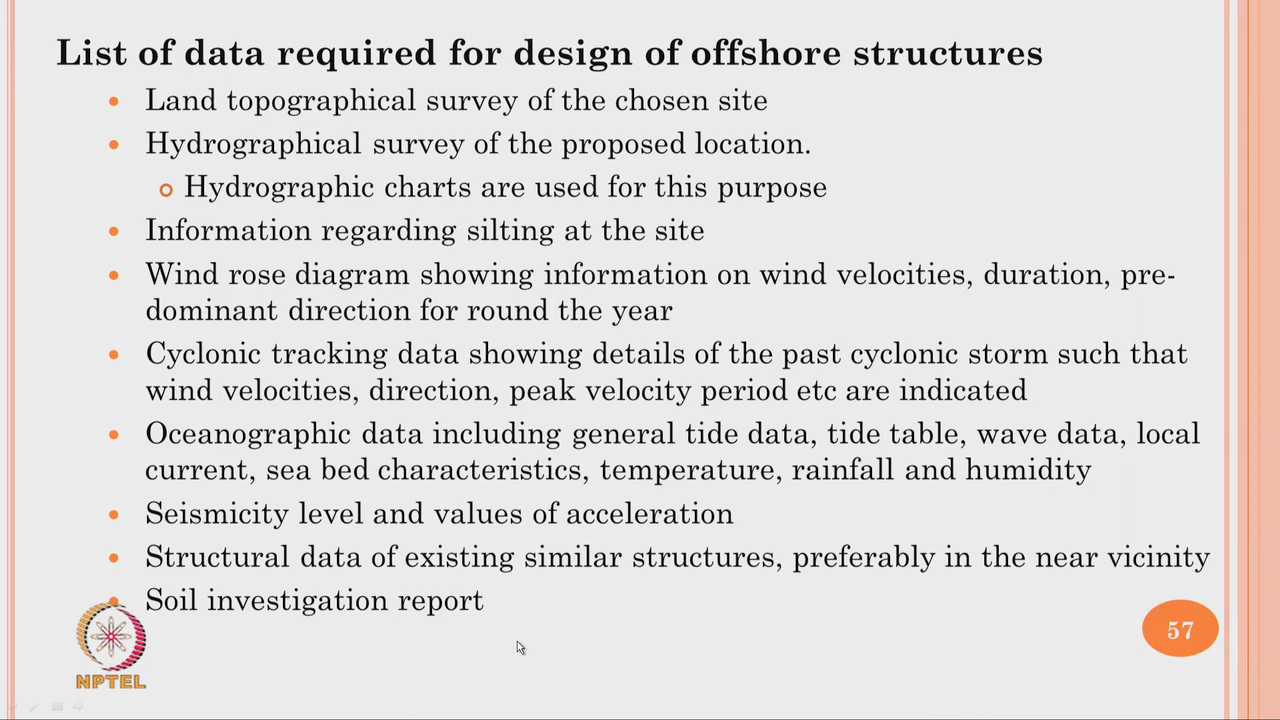 List of data required for design of offshore structures
Land topographical survey of the chosen site
Hydrographical survey of the proposed location.
Hydrographic charts are used for this purpose
Information regarding silting at the site
Wind rose diagram showing information on wind velocities, duration, pre-
dominant direction for round the year
Cyclonic tracking data showing details of the past cyclonic storm such that
wind velocities, direction, peak velocity period etc are indicated
Oceanographic data including general tide data, tide table, wave data, local
current, sea bed characteristics, temperature, rainfall and humidity
Seismicity level and values of acceleration
Structural data of existing similar structures, preferably in the near vicinity
Soil investigation report
57
NPTEL